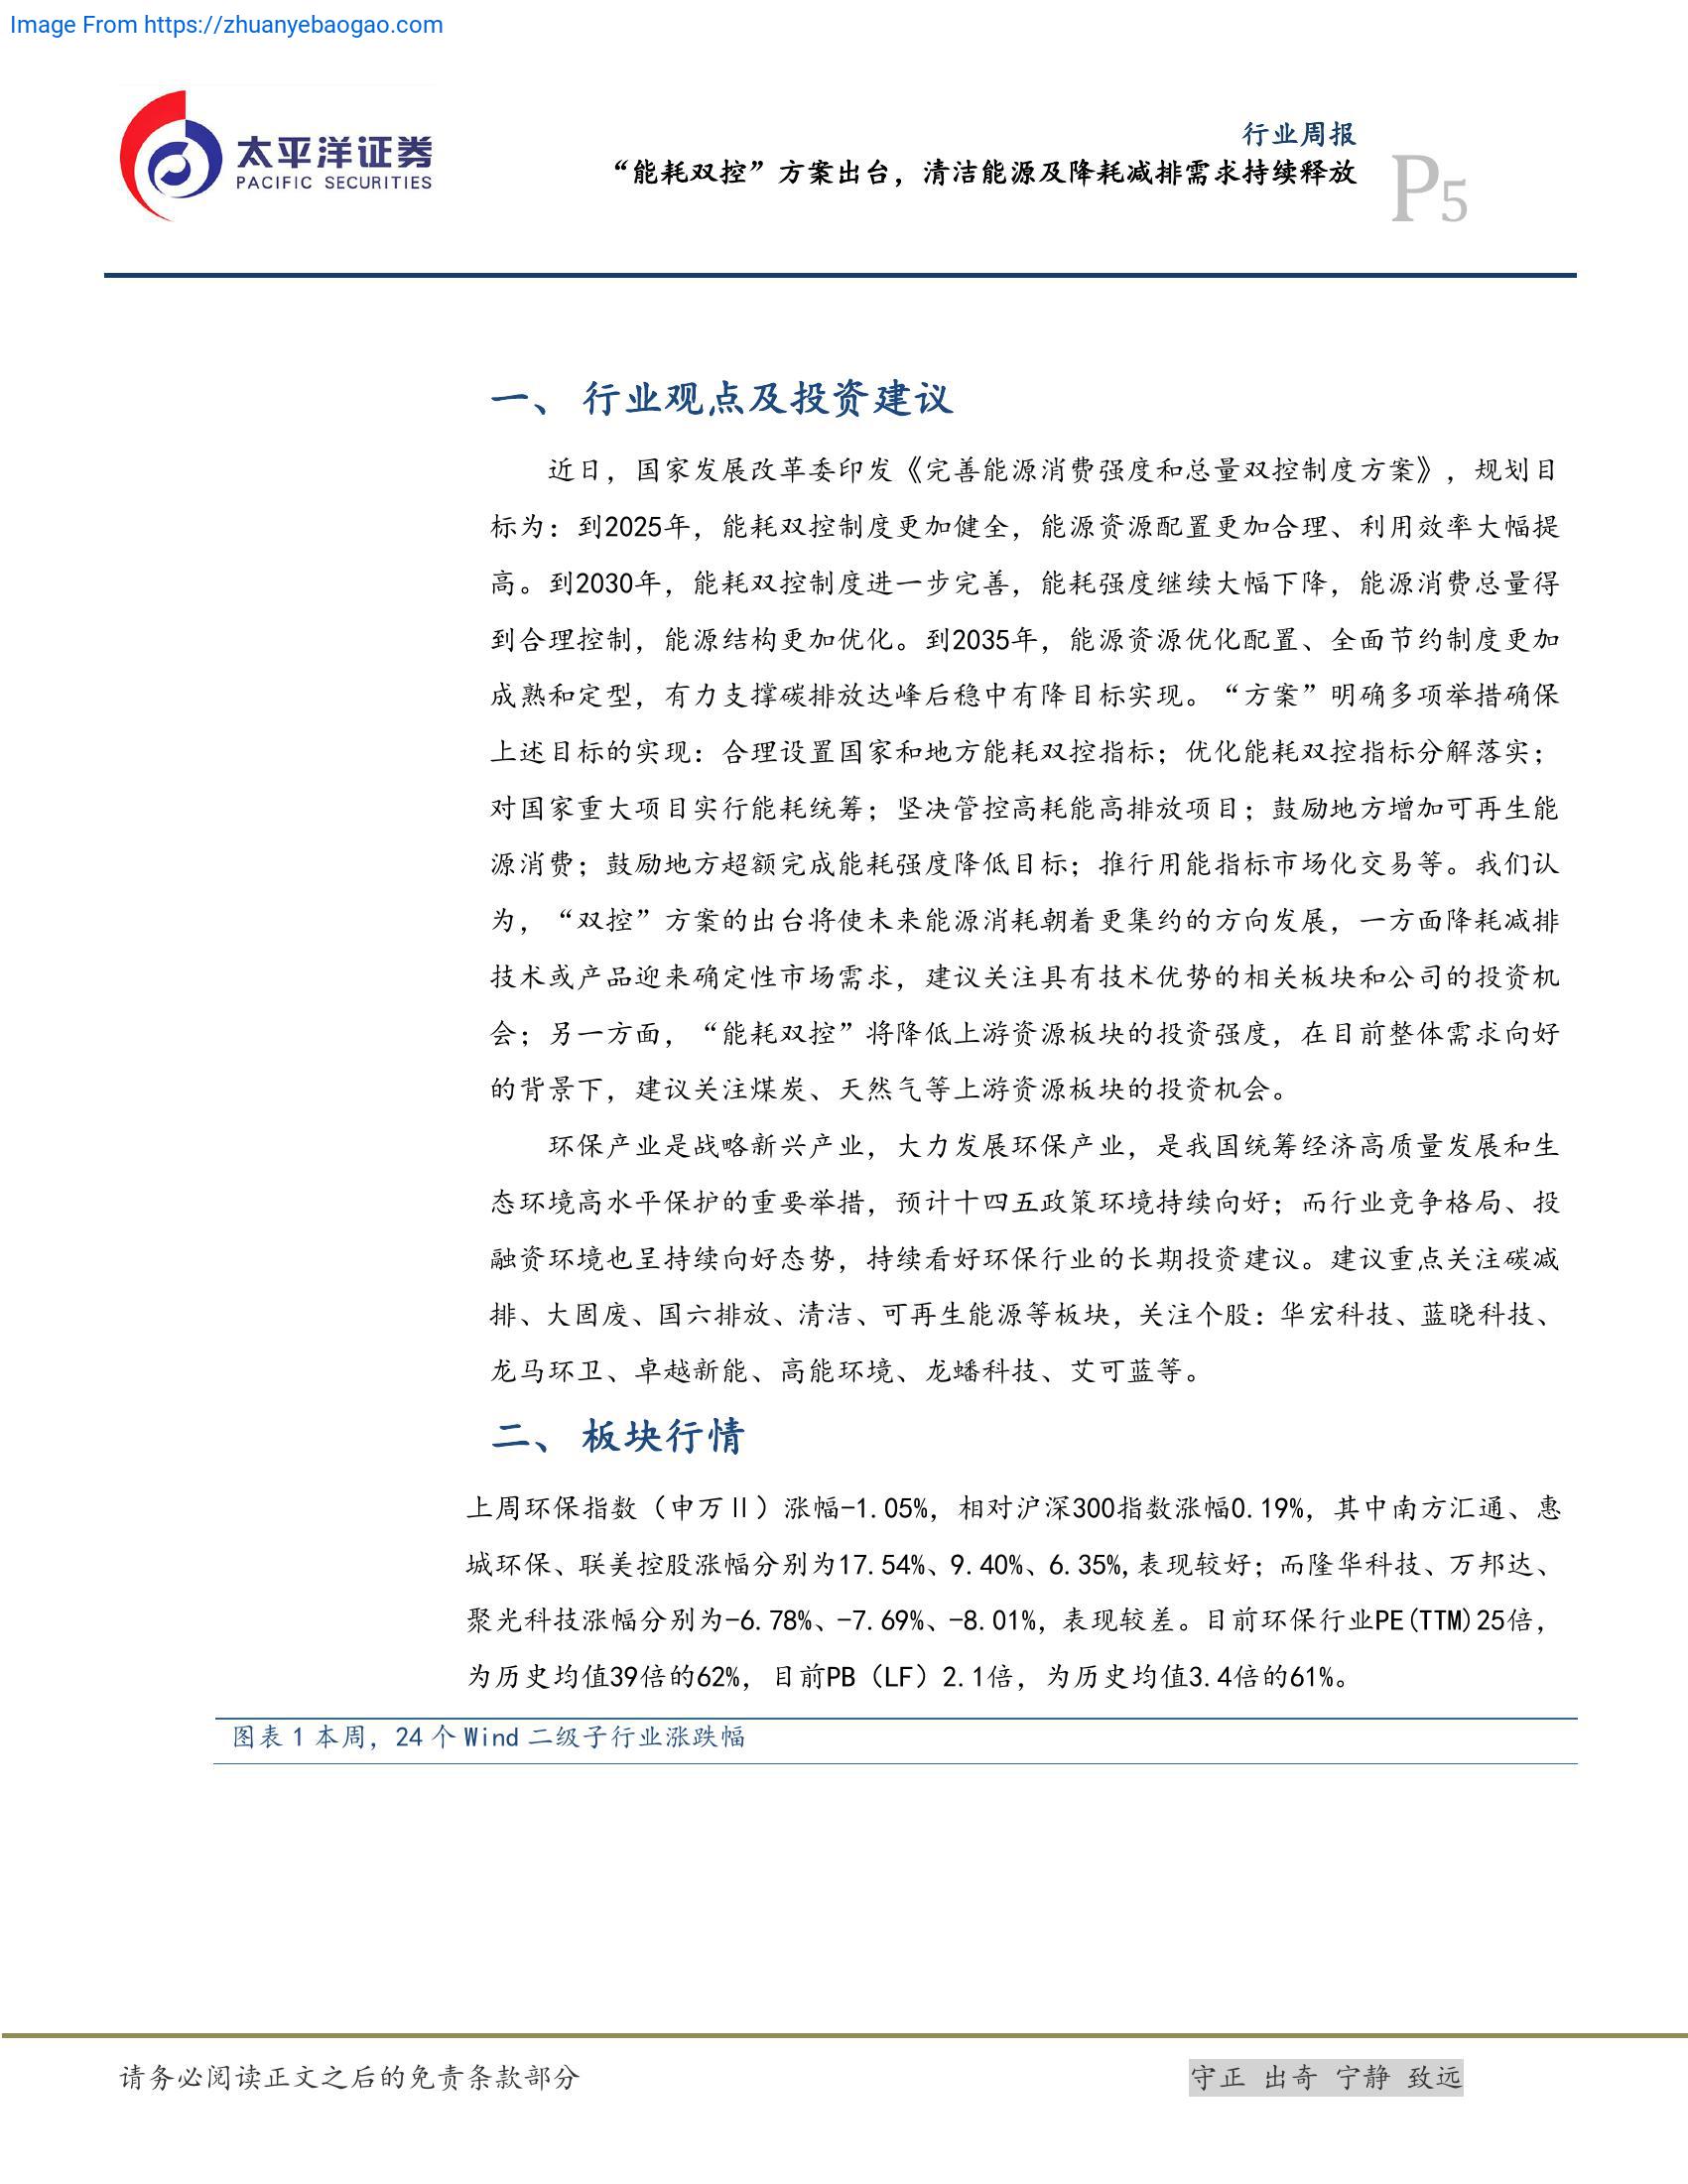 Image From https://zhuanyebaogao.com
太平洋证券
PACIFIC SECURITIES
行业周报
“能耗双控”方案出台，清洁能源及降耗减排需求持续释放
P5
一、 行业观点及投资建议
近日，国家发展改革委印发《完善能源消费强度和总量双控制度方案》，规划目
标为：到2025年，能耗双控制度更加健全，能源资源配置更加合理、利用效率大幅提
高。到2030年，能耗双控制度进一步完善，能耗强度继续大幅下降，能源消费总量得
到合理控制，能源结构更加优化。到2035年，能源资源优化配置、全面节约制度更加
成熟和定型，有力支撑碳排放达峰后稳中有降目标实现。“方案”明确多项举措确保
上述目标的实现：合理设置国家和地方能耗双控指标；优化能耗双控指标分解落实；
对国家重大项目实行能耗统筹；坚决管控高耗能高排放项目；鼓励地方增加可再生能
源消费；鼓励地方超额完成能耗强度降低目标；推行用能指标市场化交易等。我们认
为，“双控”方案的出台将使未来能源消耗朝着更集约的方向发展，一方面降耗减排
技术或产品迎来确定性市场需求，建议关注具有技术优势的相关板块和公司的投资机
会；另一方面，“能耗双控”将降低上游资源板块的投资强度，在目前整体需求向好
的背景下，建议关注煤炭、天然气等上游资源板块的投资机会。
环保产业是战略新兴产业，大力发展环保产业，是我国统筹经济高质量发展和生
态环境高水平保护的重要举措，预计十四五政策环境持续向好；而行业竞争格局、投
融资环境也呈持续向好态势，持续看好环保行业的长期投资建议。建议重点关注碳减
排、大固废、国六排放、清洁、可再生能源等板块，关注个股：华宏科技、蓝晓科技、
龙马环卫、卓越新能、高能环境、龙蟠科技、艾可蓝等。
二、 板块行情
上周环保指数（申万Ⅱ）涨幅-1.05%，相对沪深300指数涨幅0.19%，其中南方汇通、惠
城环保、联美控股涨幅分别为17.54%、9.40%、6.35%,表现较好；而隆华科技、万邦达、
聚光科技涨幅分别为-6.78%、-7.69%、-8.01%，表现较差。目前环保行业PE(TTM)25倍，
为历史均值39倍的62%，目前PB（LF）2.1倍，为历史均值3.4倍的61%。
图表 1 本周，24 个 Wind 二级子行业涨跌幅
请务必阅读正文之后的免责条款部分
守正 出奇 宁静 致远